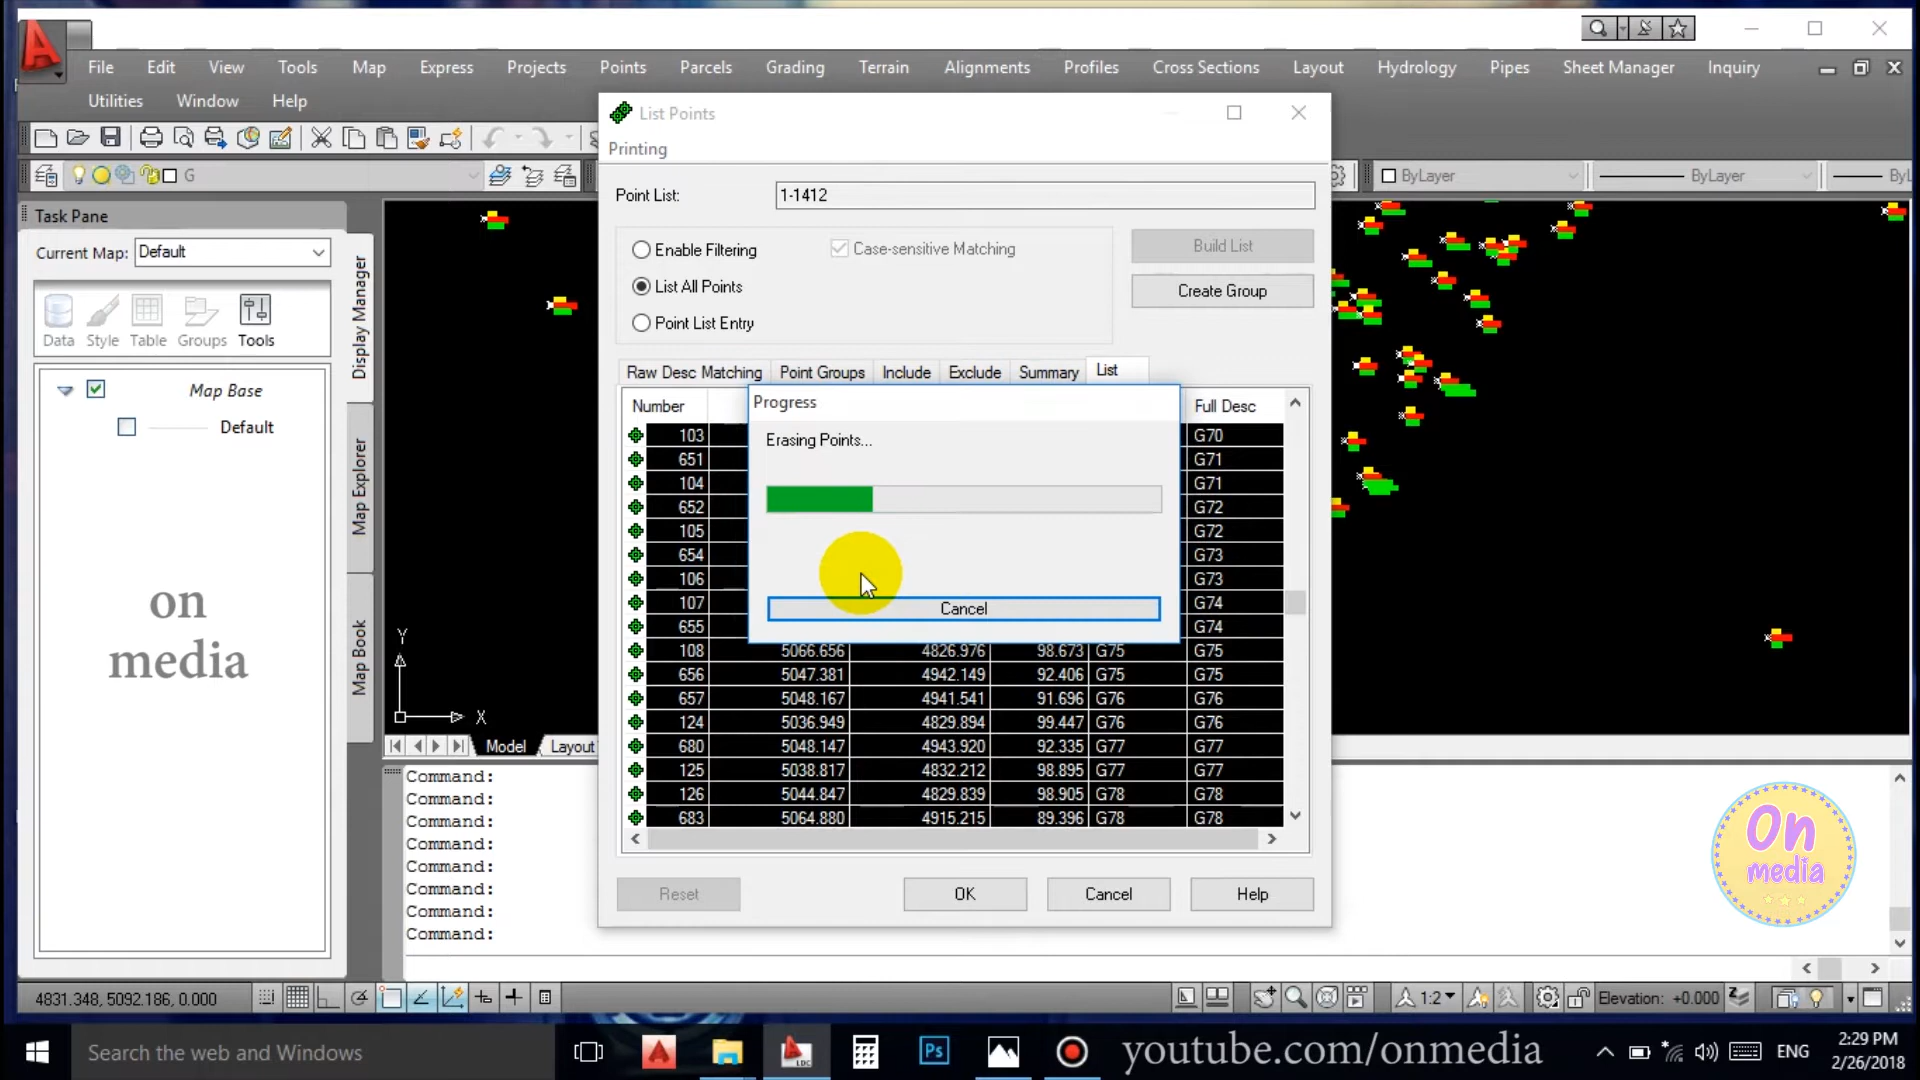 File Edit View Tools Map Express Projects Points Parcels Grading Terrain Alignments Profiles Cross Sections Layout Hydrology Pipes Sheet Manager Inquiry
Utilities Window Help
List Points
Printing
G
ByLayer
ByLayer
ByL
Point List:
1-1412
Enable Filtering
Case-sensitive Matching
Build List
List All Points
Create Group
Point List Entry
Raw Desc Matching Point Groups Include Exclude Summary List
Task Pane
Current Map:
Default
Data Style Table Groups Tools
Map Base
Default
Display Manager
Map Explorer
Map Book
on
media
Number
Full Desc
Progress
Erasing Points...
Cancel
103 G70
651 G71
104 G71
652 G72
105 G72
654 G73
106 G73
107 G74
655 G74
108 5066.656 4826.976 98.673 G75 G75
656 5047.381 4942.149 92.406 G75 G75
657 5048.167 4941.541 91.696 G76 G76
124 5036.949 4829.894 99.447 G76 G76
680 5048.147 4943.920 92.335 G77 G77
125 5038.817 4832.212 98.895 G77 G77
126 5044.847 4829.839 98.905 G78 G78
683 5064.880 4915.215 89.396 G78 G78
Reset
OK
Cancel
Help
Y
X
Model
Layout
Command:
Command:
Command:
Command:
Command:
Command:
Command:
Command:
On
media
4831.348, 5092.186, 0.000
1:2
Elevation: +0.000
Search the web and Windows
LDC
Ps
youtube.com/onmedia
ENG
2:29 PM
2/26/2018